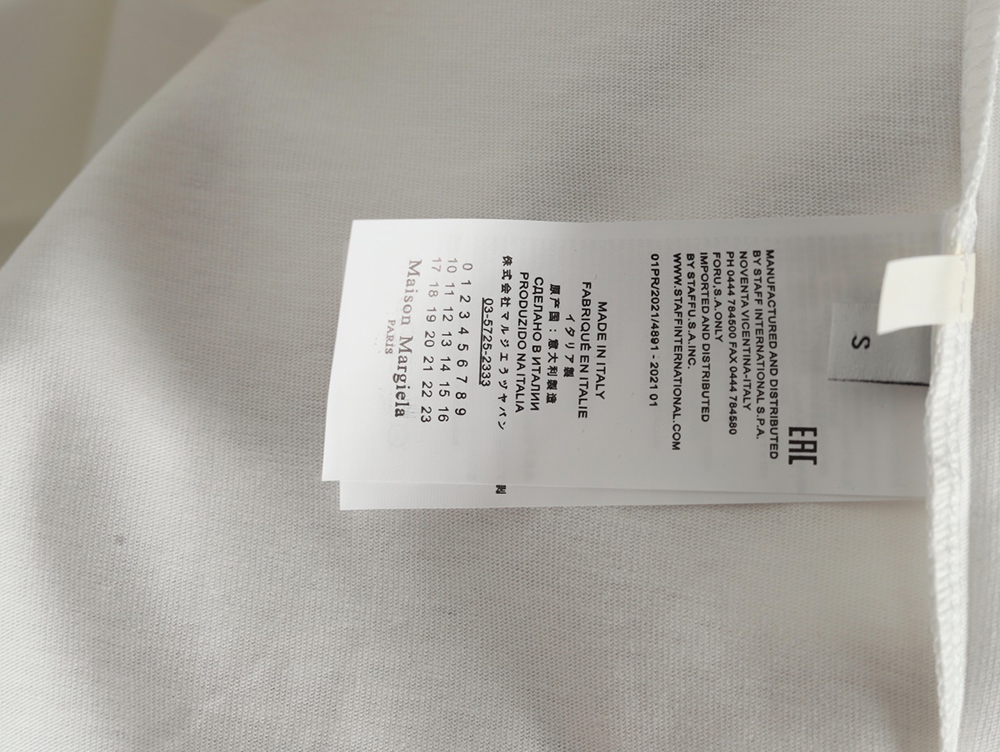 EAC
MANUFACTURED AND DISTRIBUTED
BY STAFF INTERNATIONAL S.P.A.
NOVENTA VICENTINA-ITALY
PH 0444 784500 FAX 0444 784580
FORU,S.A.ONLY
IMPORTED AND DISTRIBUTED
BY STAFFU.S.A.INC.
WWW.STAFFINTERNATIONAL.COM
01PR/2021/4891 - 2021 01
MADE IN ITALY
FABRIQUÉ EN ITALIE
イタリア製
原产国：意大利製造
СДЕЛАНО В ИТАЛИИ
PRODUZIDO NA ITALIA
株式会社マルジエラジャパン
03-5725-2333
0 1 2 3 4 5 6 7 8 9
10 11 12 13 14 15 16
17 18 19 20 21 22 23
Maison Margiela
PARIS
S